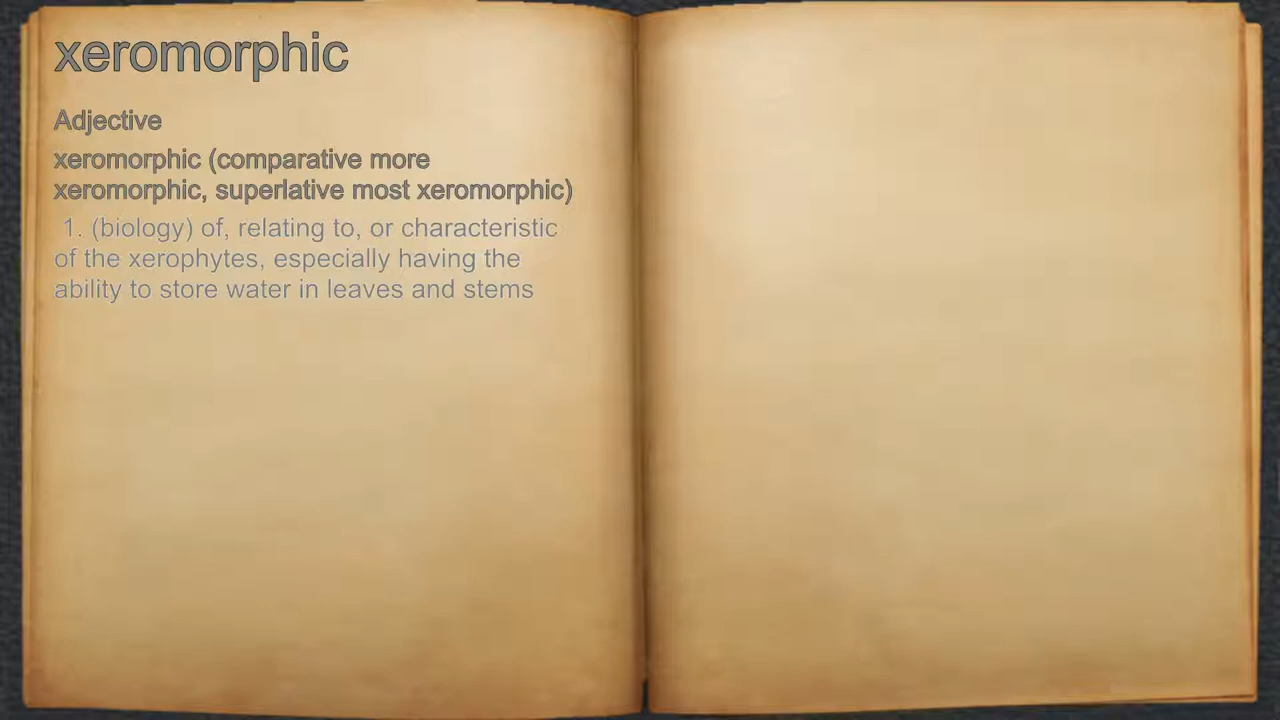 xeromorphic
Adjective
xeromorphic (comparative more
xeromorphic, superlative most xeromorphic)
1. (biology) of, relating to, or characteristic
of the xerophytes, especially having the
ability to store water in leaves and stems